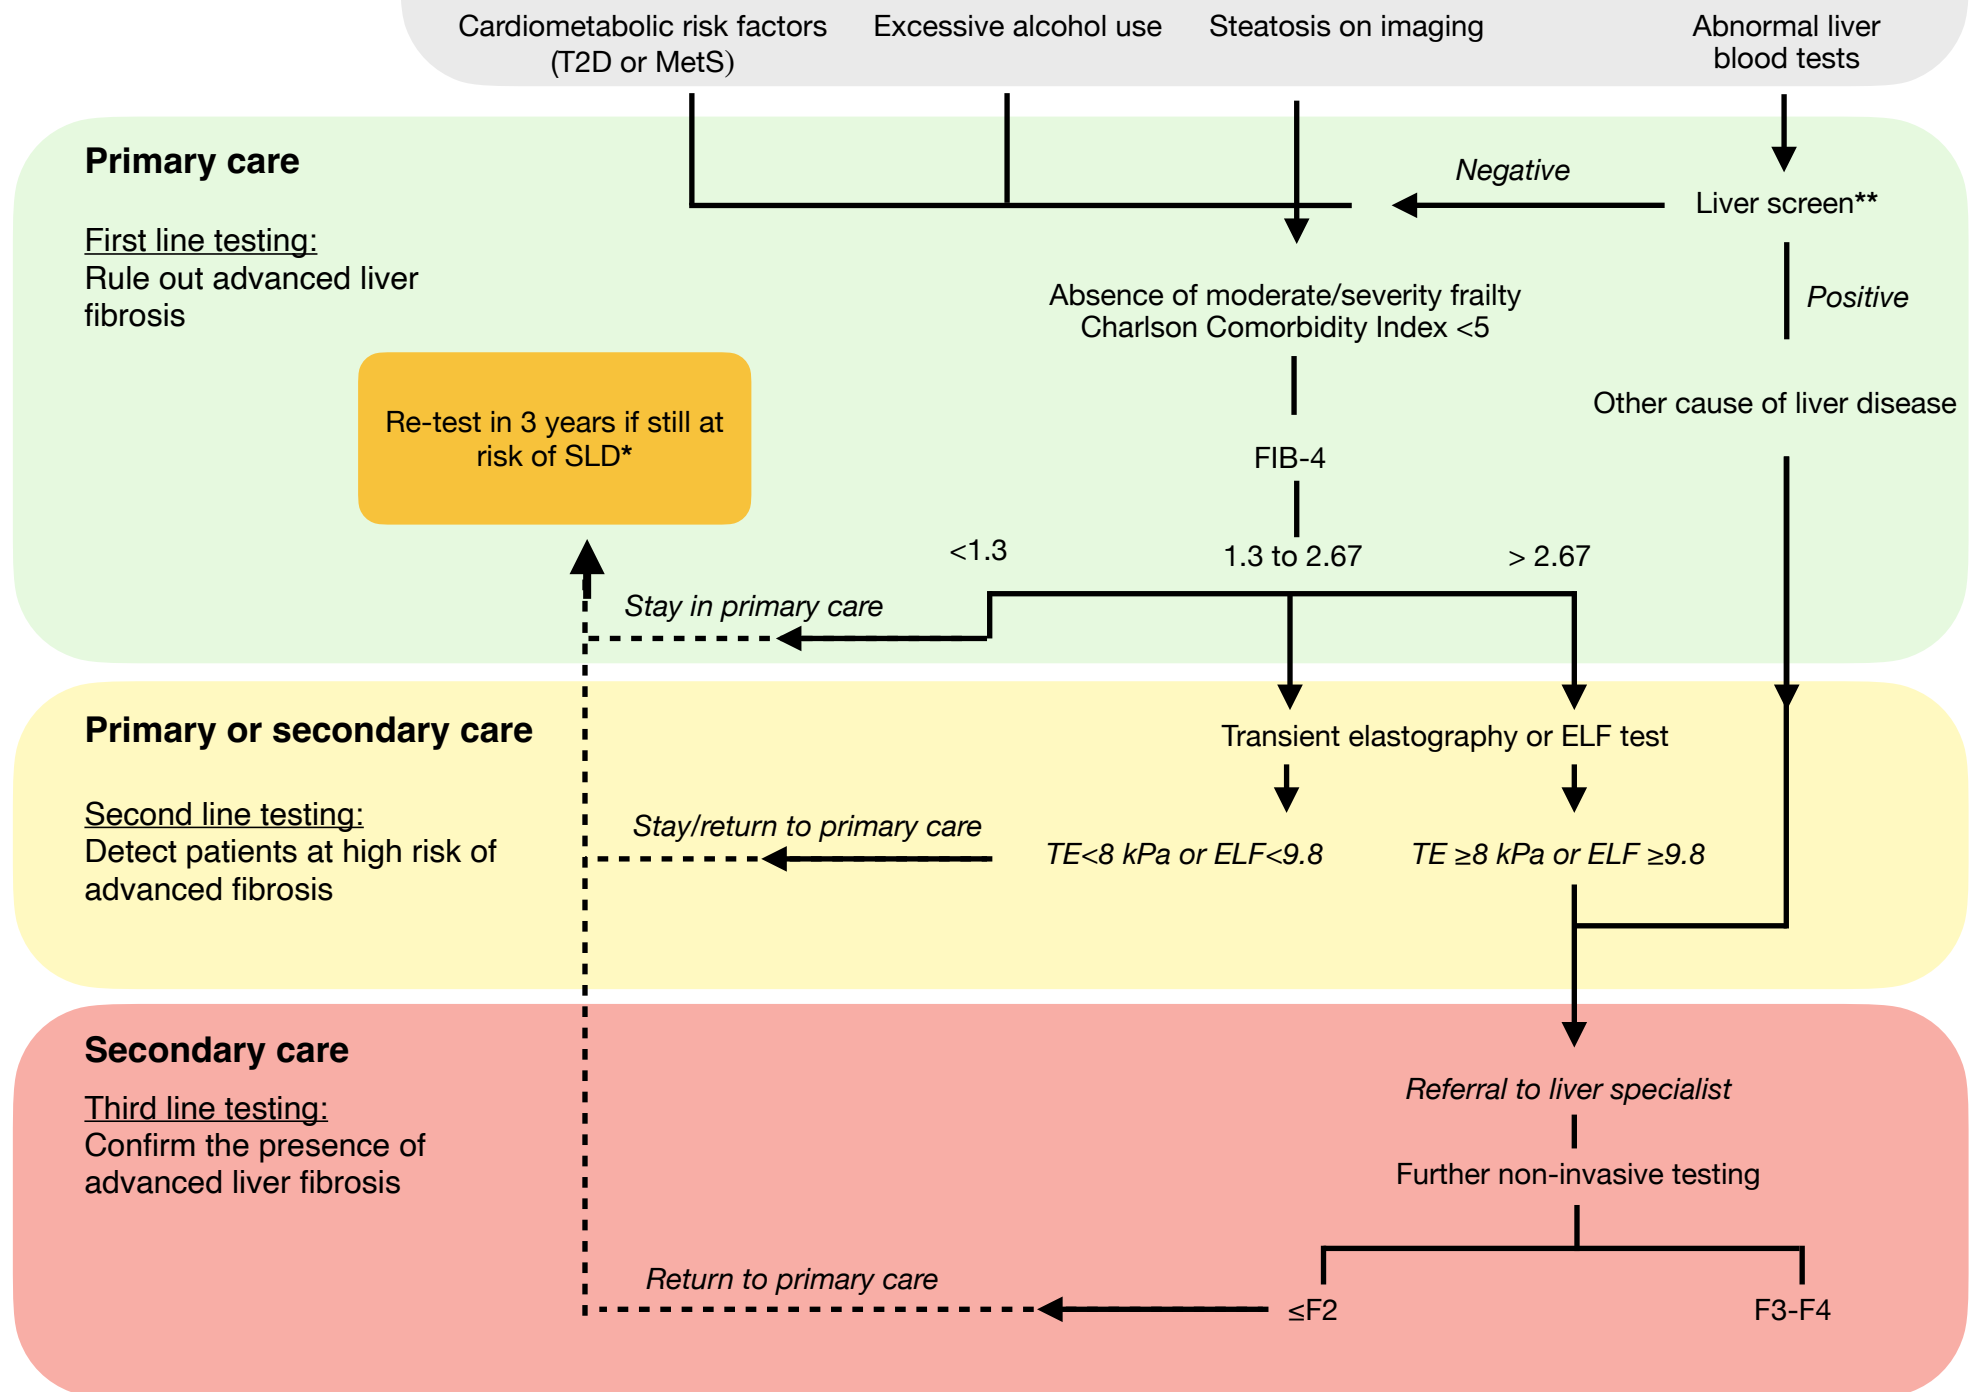 Cardiometabolic risk factors
(T2D or MetS)
Excessive alcohol use
Steatosis on imaging
Abnormal liver
blood tests
Primary care
First line testing:
Rule out advanced liver
fibrosis
Negative
Liver screen**
Positive
Absence of moderate/severity frailty
Charlson Comorbidity Index <5
Other cause of liver disease
Re-test in 3 years if still at
risk of SLD*
FIB-4
<1.3
1.3 to 2.67
> 2.67
Stay in primary care
Primary or secondary care
Second line testing:
Detect patients at high risk of
advanced fibrosis
Transient elastography or ELF test
Stay/return to primary care
TE<8 kPa or ELF<9.8
TE ≥8 kPa or ELF ≥9.8
Secondary care
Third line testing:
Confirm the presence of
advanced liver fibrosis
Referral to liver specialist
Further non-invasive testing
Return to primary care
≤F2
F3-F4